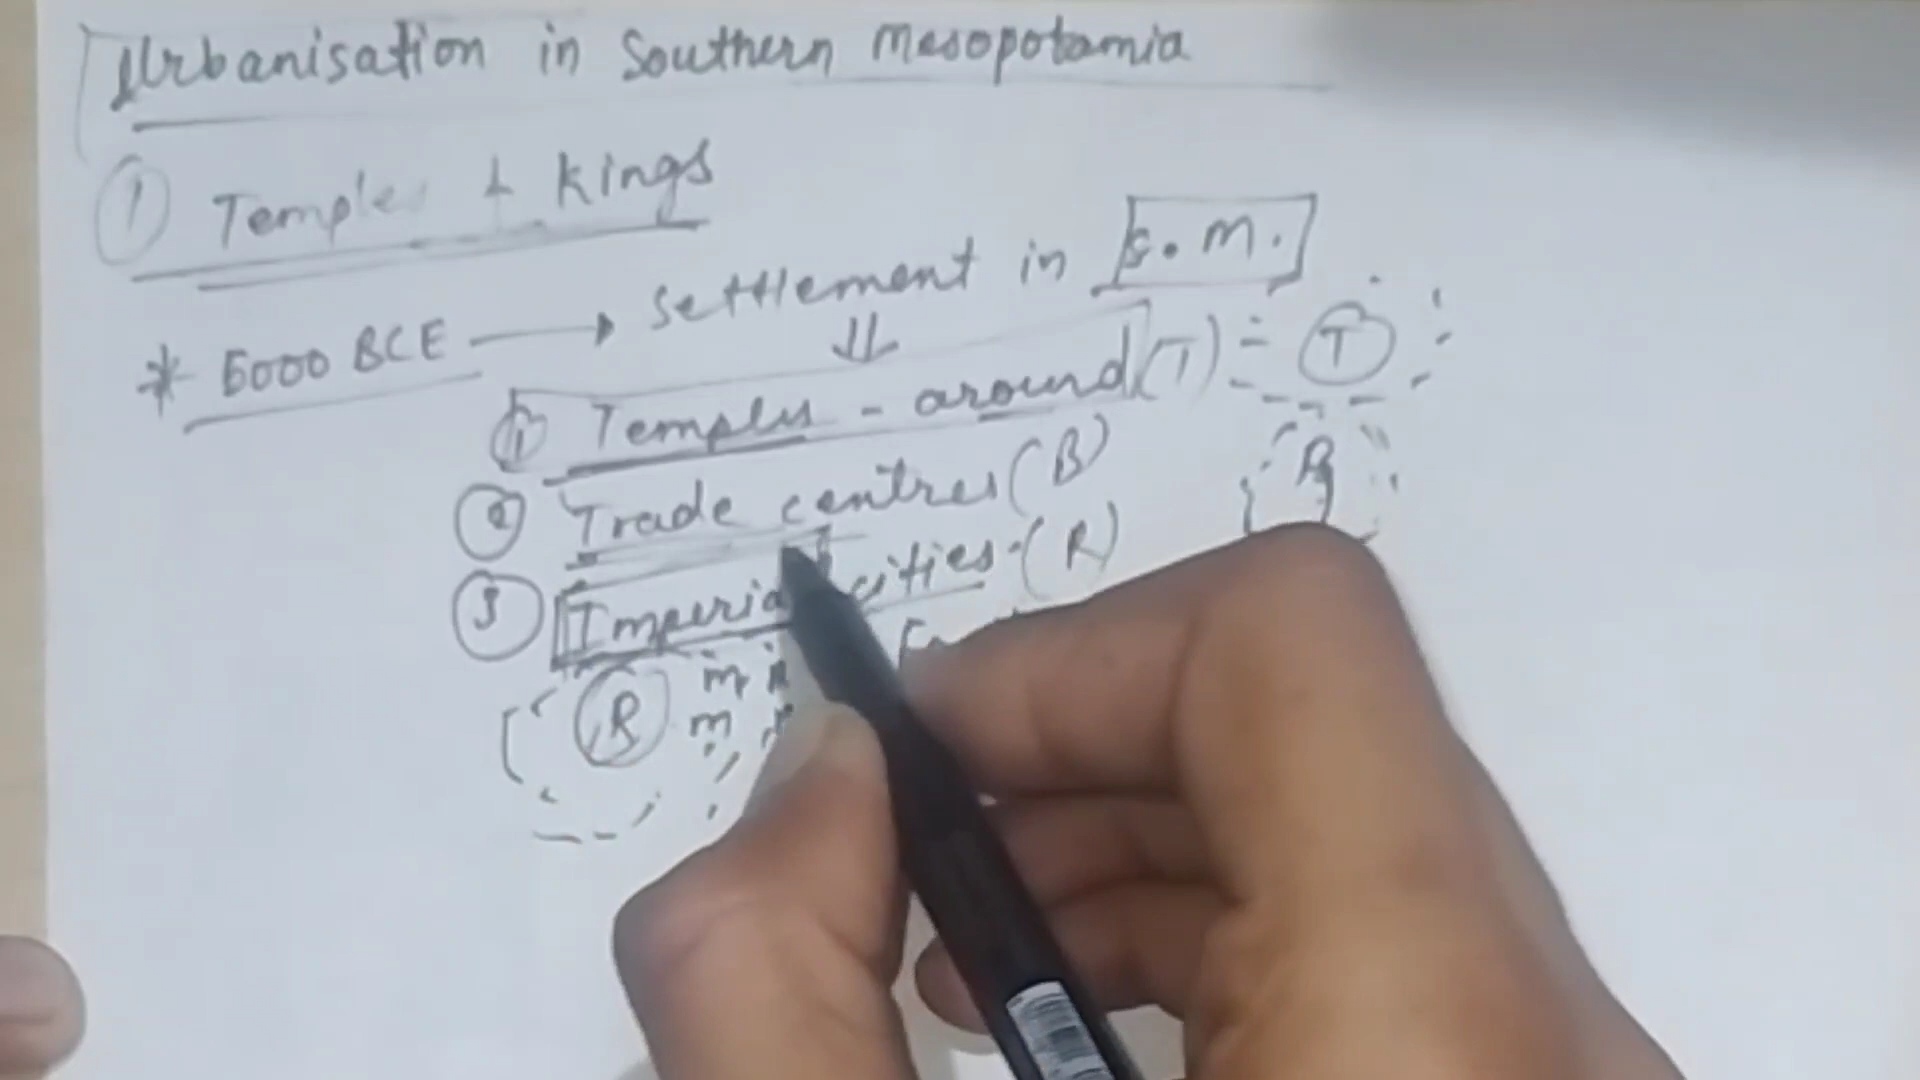 Urbanisation in Southern Mesopotamia
① Temples + Kings
* 5000 BCE → Settlement in S.M.
① Temples - around (T) T
② Trade centres (B) B
③ Imperial cities - (R)
R m
m